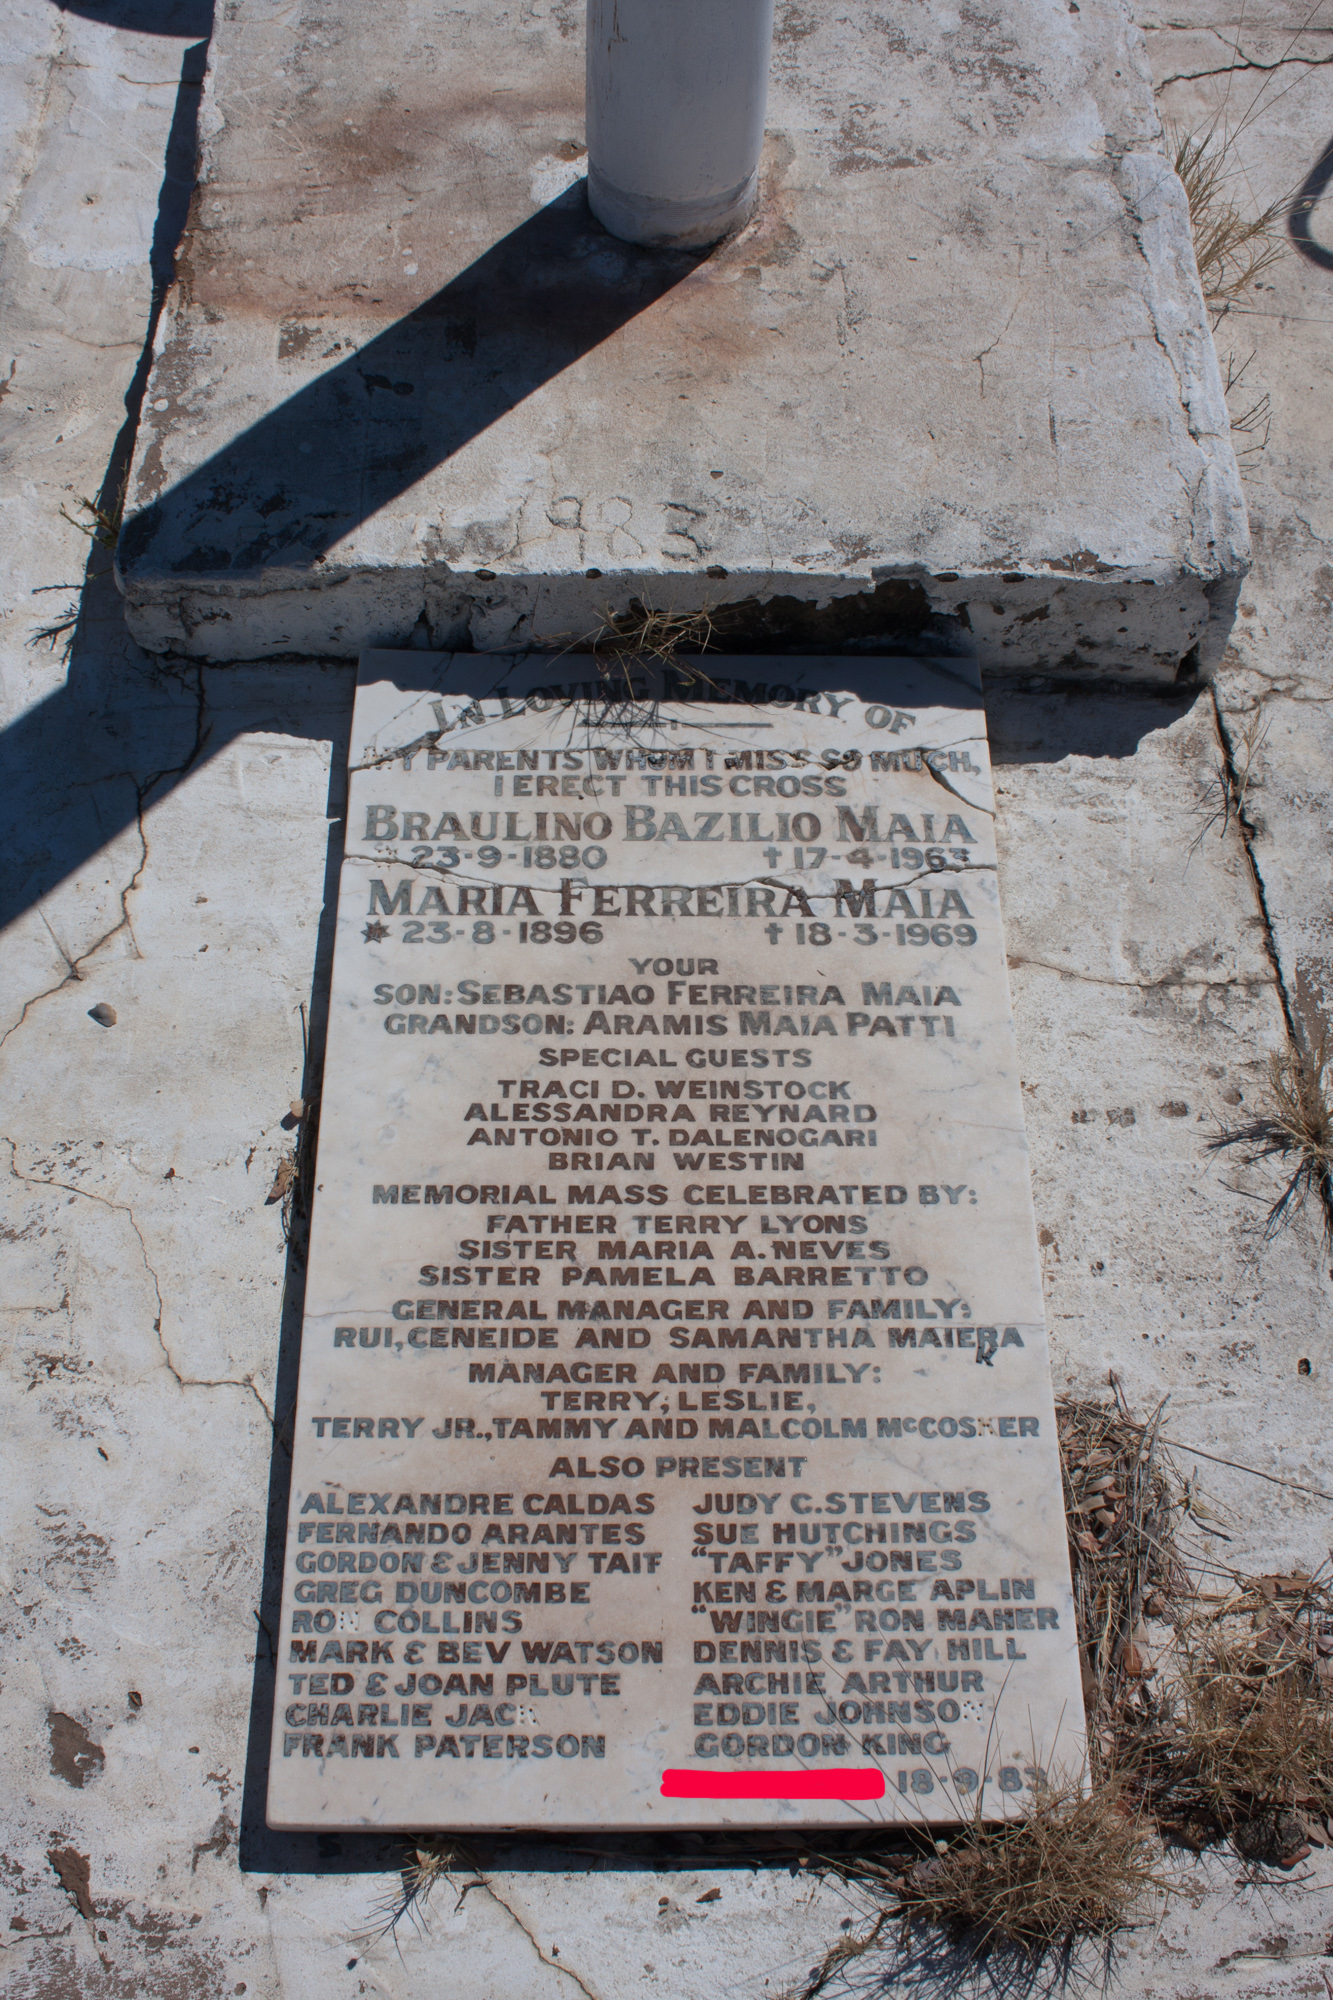 1983
IN LOVING MEMORY OF
MY PARENTS WHOM I MISS SO MUCH,
I ERECT THIS CROSS
BRAULINO BAZILIO MAIA
* 23-9-1880 † 17-4-1963
MARIA FERREIRA MAIA
* 23-8-1896 † 18-3-1969
YOUR
SON: SEBASTIAO FERREIRA MAIA
GRANDSON: ARAMIS MAIA PATTI
SPECIAL GUESTS
TRACI D. WEINSTOCK
ALESSANDRA REYNARD
ANTONIO T. DALENOGARI
BRIAN WESTIN
MEMORIAL MASS CELEBRATED BY:
FATHER TERRY LYONS
SISTER MARIA A. NEVES
SISTER PAMELA BARRETTO
GENERAL MANAGER AND FAMILY:
RUI, CENEIDE AND SAMANTHA MAIERA
R
MANAGER AND FAMILY:
TERRY, LESLIE,
TERRY JR., TAMMY AND MALCOLM McCOSKER
ALSO PRESENT
ALEXANDRE CALDAS JUDY C. STEVENS
FERNANDO ARANTES SUE HUTCHINGS
GORDON & JENNY TAIT "TAFFY" JONES
GREG DUNCOMBE KEN & MARGE APLIN
RON COLLINS "WINGIE" RON MAHER
MARK & BEV WATSON DENNIS & FAY HILL
TED & JOAN PLUTE ARCHIE ARTHUR
CHARLIE JACK EDDIE JOHNSON
FRANK PATERSON GORDON KING
18-9-83